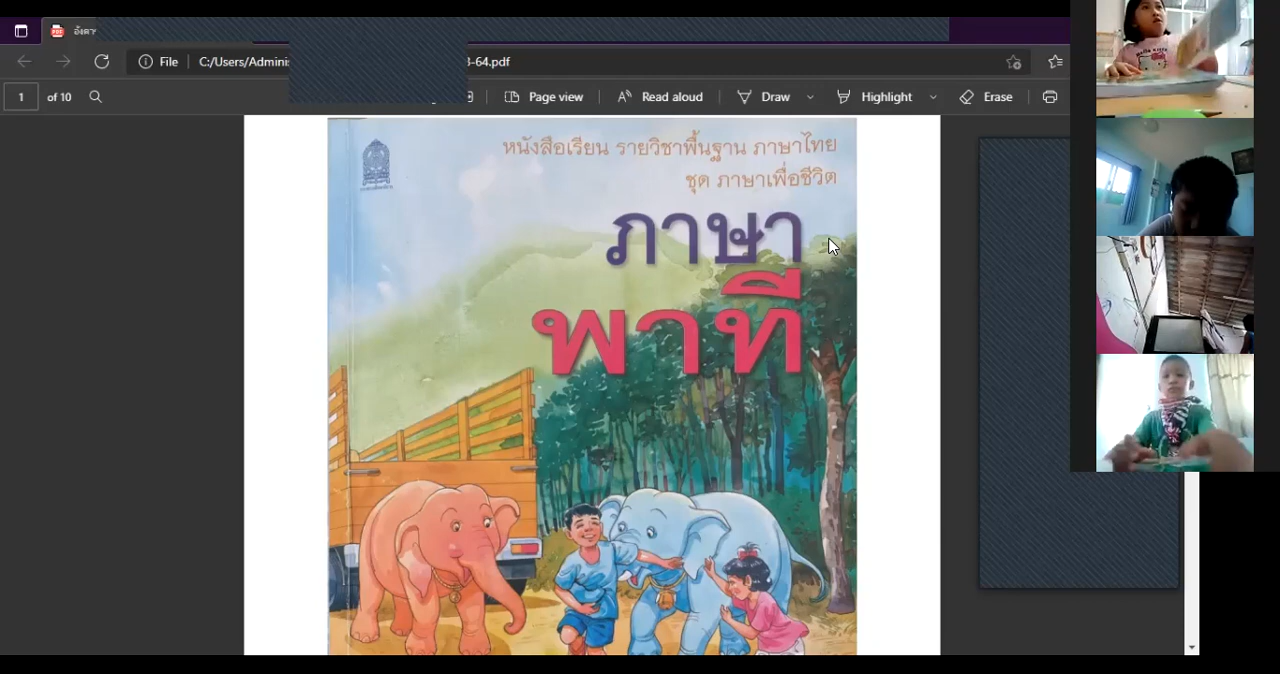 อังคาร
File
C:/Users/Adminis
3-64.pdf
1
of 10
Page view
Read aloud
Draw
Highlight
Erase
หนังสือเรียน รายวิชาพื้นฐาน ภาษาไทย
ชุด ภาษาเพื่อชีวิต
ภาษา
พาที